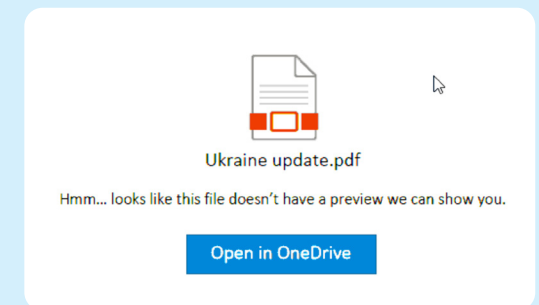 Ukraine update.pdf
Hmm... looks like this file doesn't have a preview we can show you.
Open in OneDrive